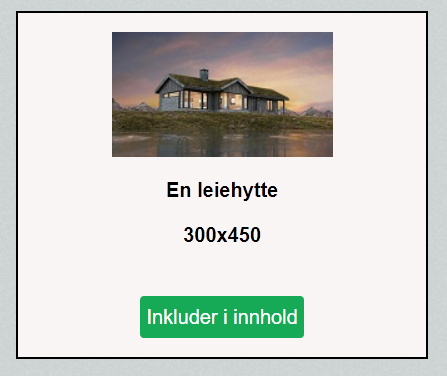 En leiehytte
300x450
Inkluder i innhold